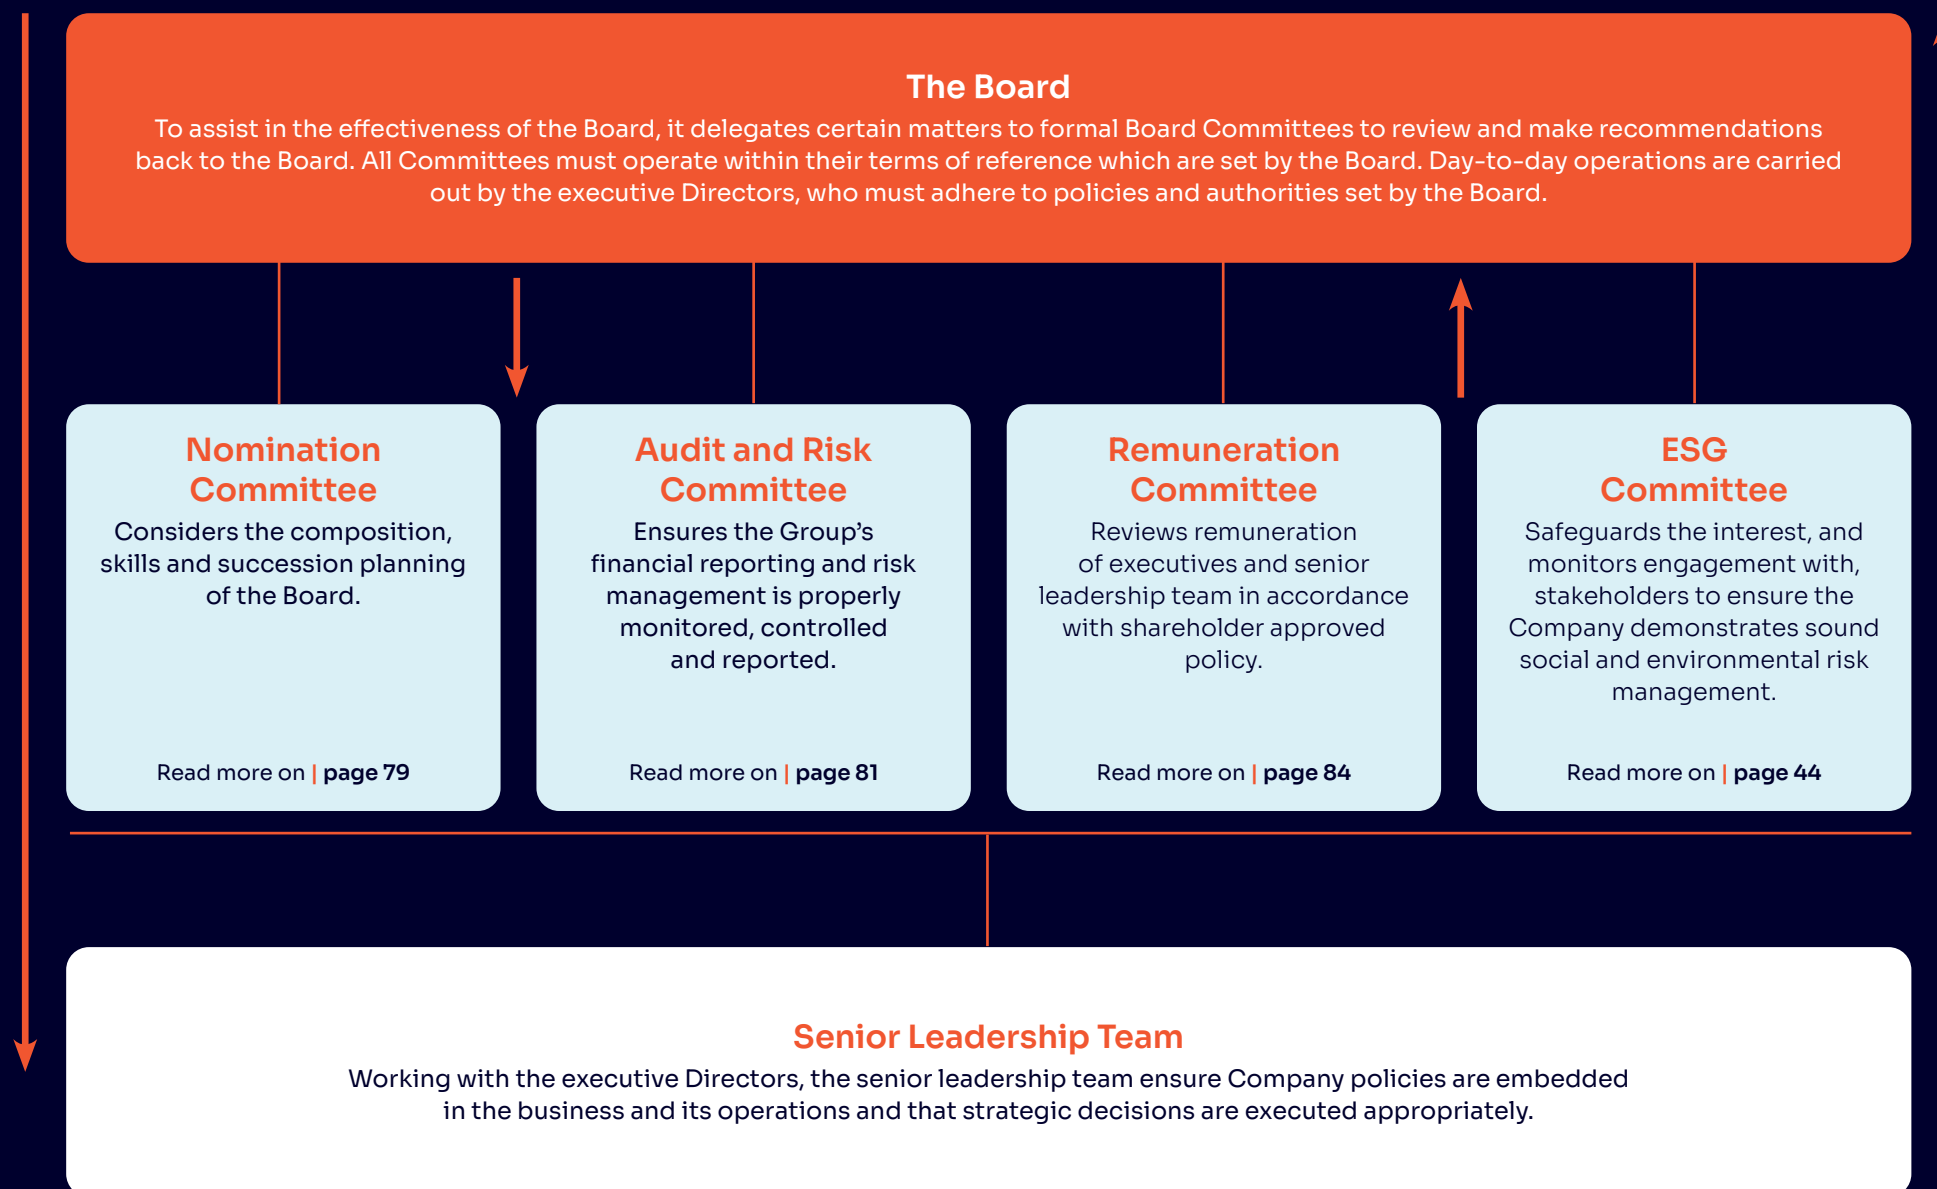 The Board
To assist in the effectiveness of the Board, it delegates certain matters to formal Board Committees to review and make recommendations
back to the Board. All Committees must operate within their terms of reference which are set by the Board. Day-to-day operations are carried
out by the executive Directors, who must adhere to policies and authorities set by the Board.
Nomination
Committee
Considers the composition,
skills and succession planning
of the Board.
Read more on | page 79
Audit and Risk
Committee
Ensures the Group’s
financial reporting and risk
management is properly
monitored, controlled
and reported.
Read more on | page 81
Remuneration
Committee
Reviews remuneration
of executives and senior
leadership team in accordance
with shareholder approved
policy.
Read more on | page 84
ESG
Committee
Safeguards the interest, and
monitors engagement with,
stakeholders to ensure the
Company demonstrates sound
social and environmental risk
management.
Read more on | page 44
Senior Leadership Team
Working with the executive Directors, the senior leadership team ensure Company policies are embedded
in the business and its operations and that strategic decisions are executed appropriately.